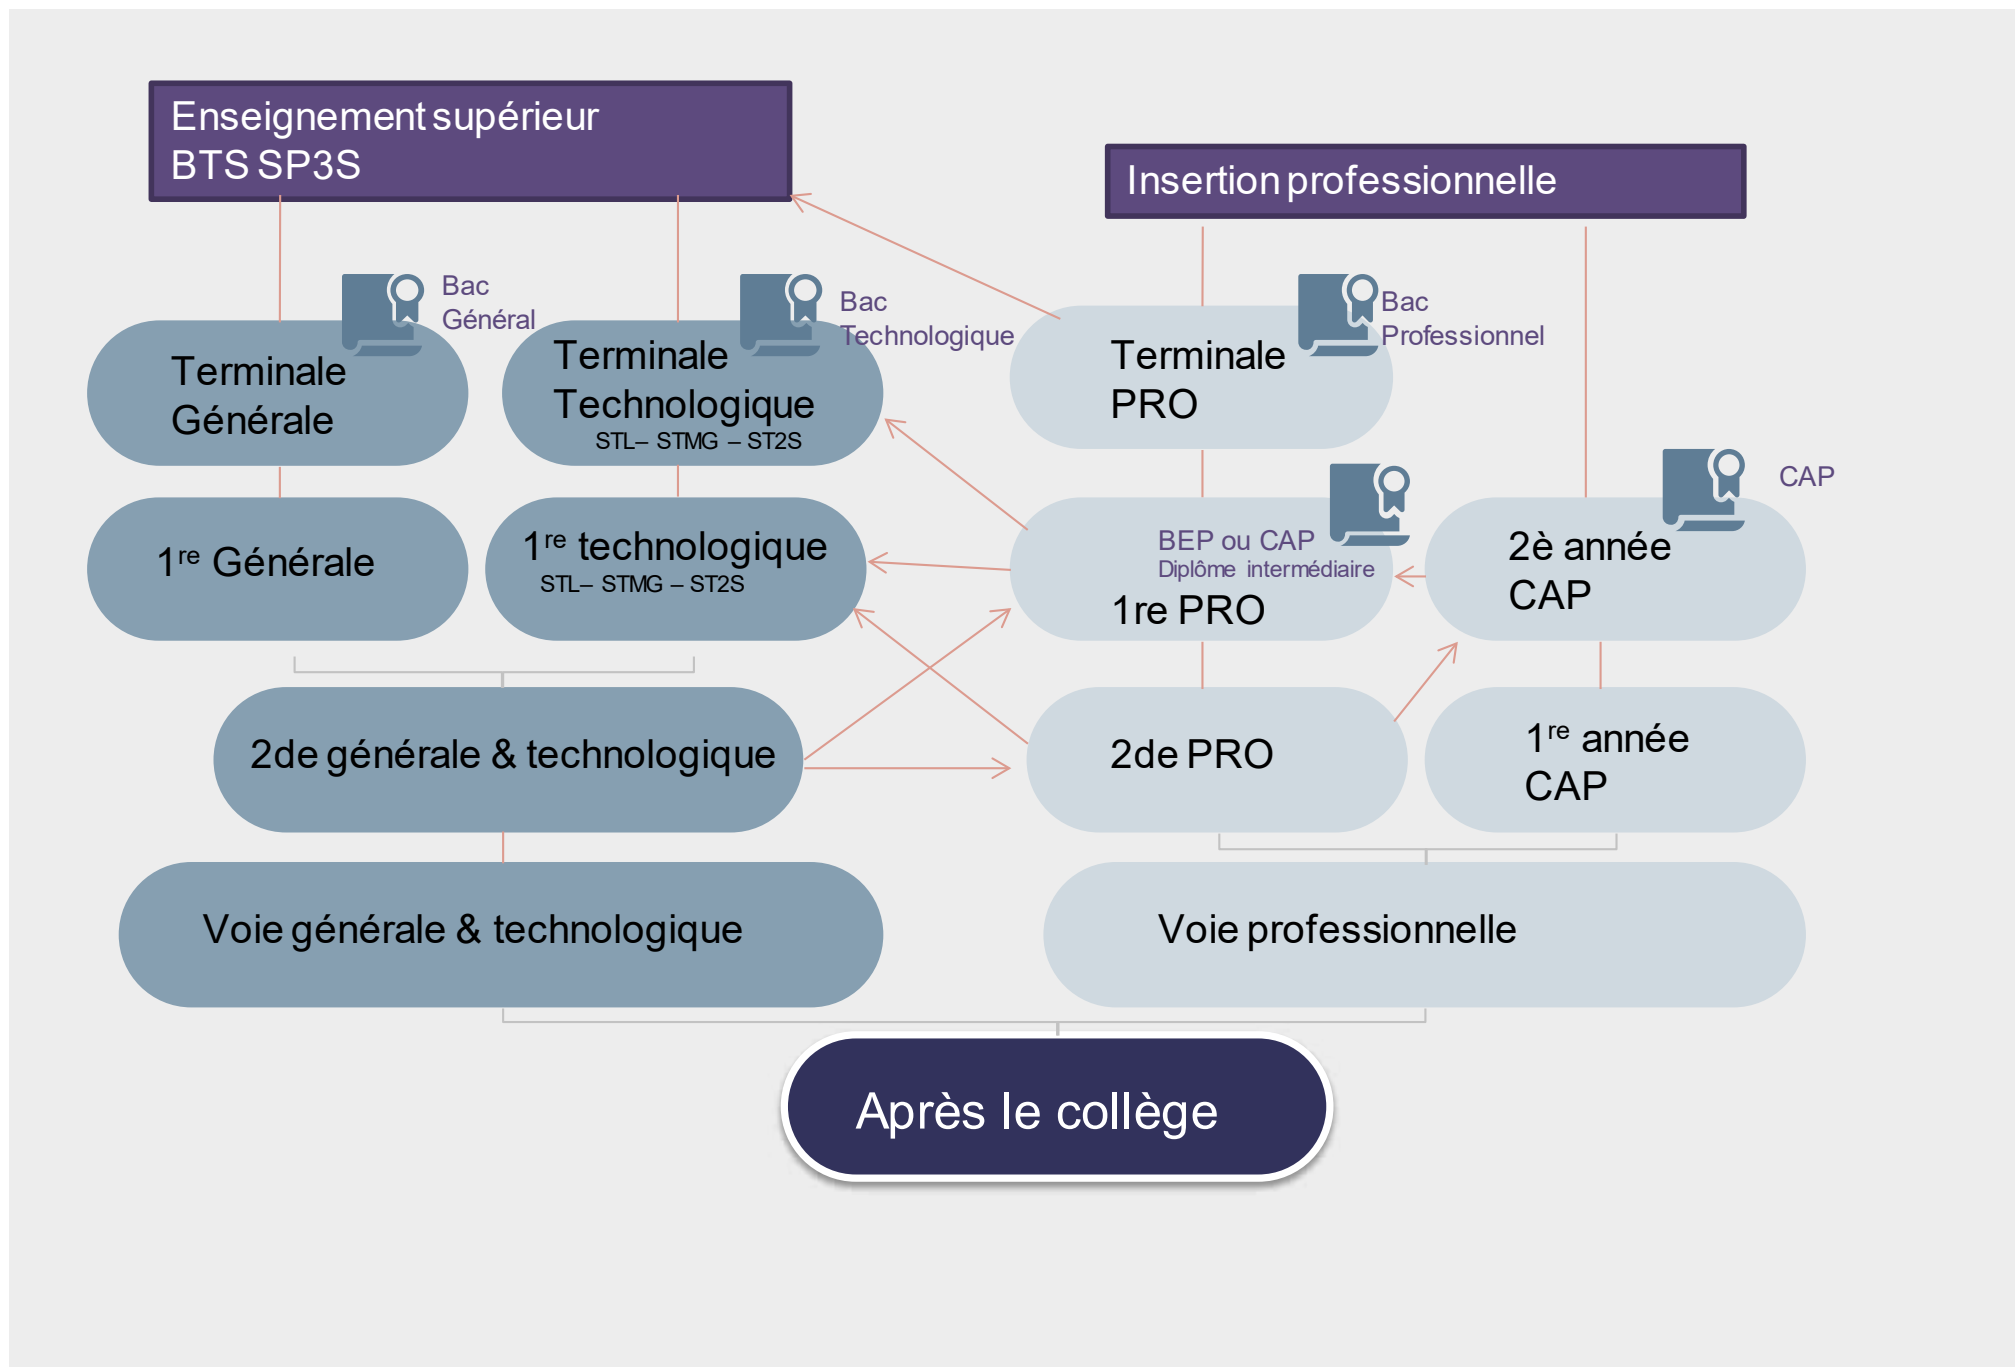 Enseignement supérieur
BTS SP3S
Insertion professionnelle
Bac
Général
Bac
Technologique
Bac
Professionnel
Terminale
Générale
Terminale
Technologique
STL– STMG – ST2S
Terminale
PRO
CAP
1re Générale
1re technologique
STL– STMG – ST2S
BEP ou CAP
Diplôme intermédiaire
1re PRO
2è année
CAP
2de générale & technologique
2de PRO
1re année
CAP
Voie générale & technologique
Voie professionnelle
Après le collège